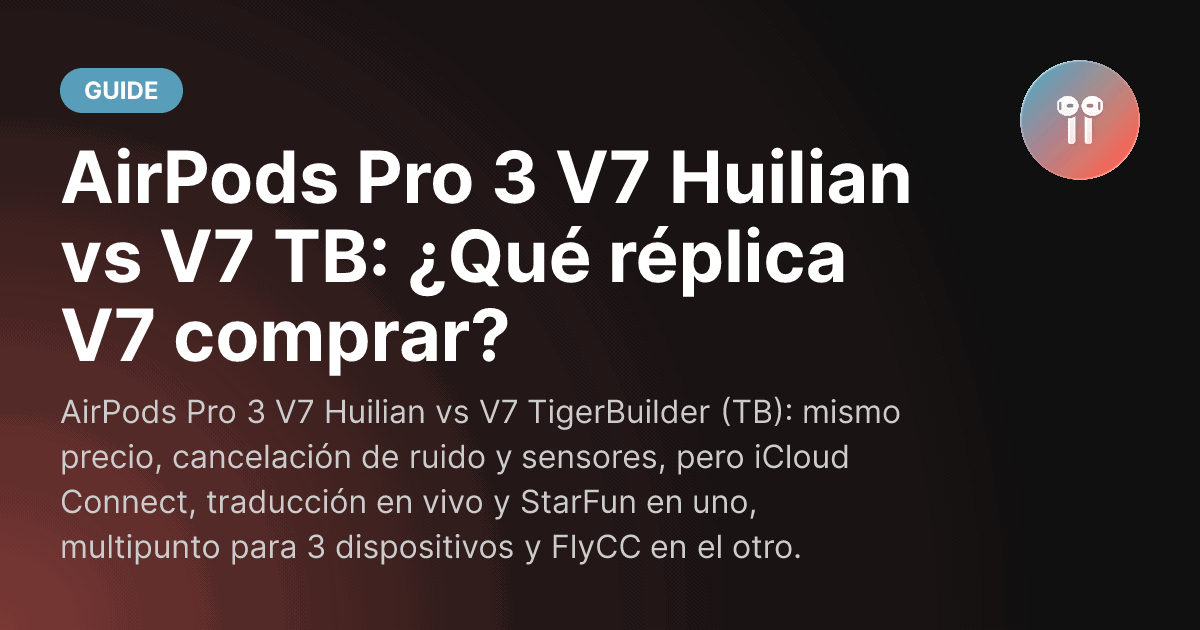 GUIDE
AirPods Pro 3 V7 Huilian
vs V7 TB: ¿Qué réplica
V7 comprar?
AirPods Pro 3 V7 Huilian vs V7 TigerBuilder (TB): mismo
precio, cancelación de ruido y sensores, pero iCloud
Connect, traducción en vivo y StarFun en uno,
multipunto para 3 dispositivos y FlyCC en el otro.